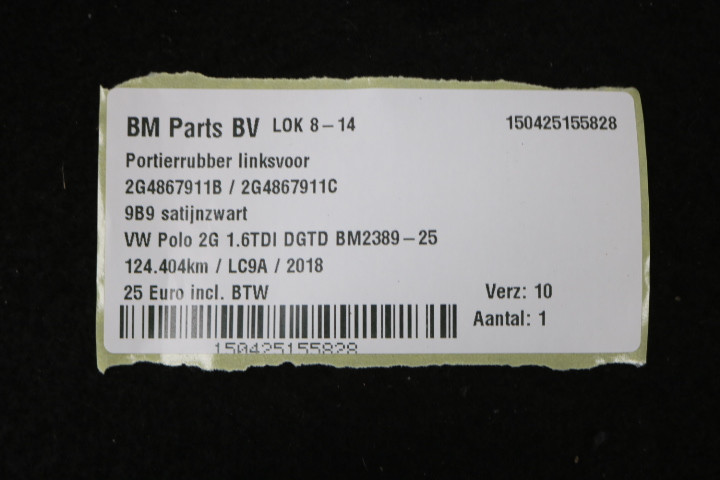 BM Parts BV LOK 8-14 150425155828
Portierrubber linksvoor
2G4867911B / 2G4867911C
9B9 satijnzwart
VW Polo 2G 1.6TDI DGTD BM2389-25
124.404km / LC9A / 2018
25 Euro incl. BTW Verz: 10
Aantal: 1
150425155828